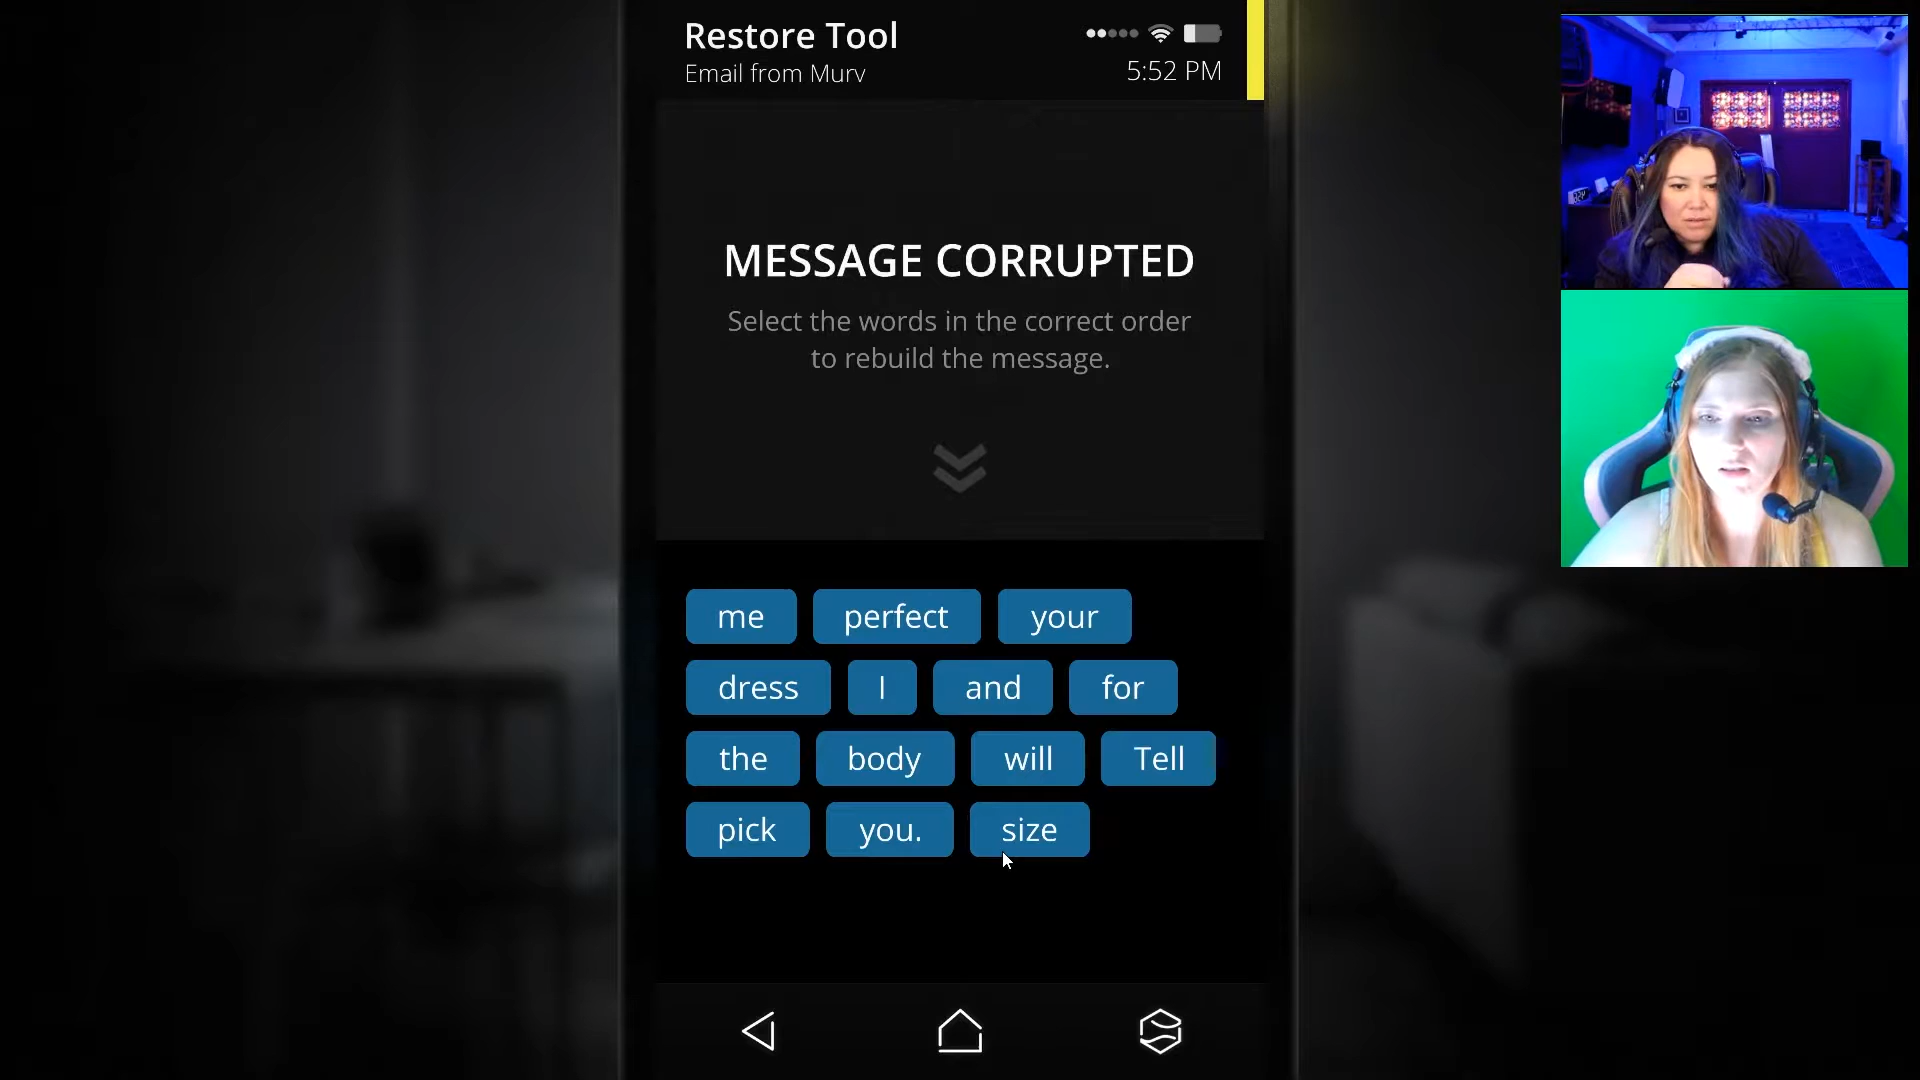 Restore Tool
Email from Murv
5:52 PM
MESSAGE CORRUPTED
Select the words in the correct order
to rebuild the message.
me perfect your
dress I and for
the body will Tell
pick you. size